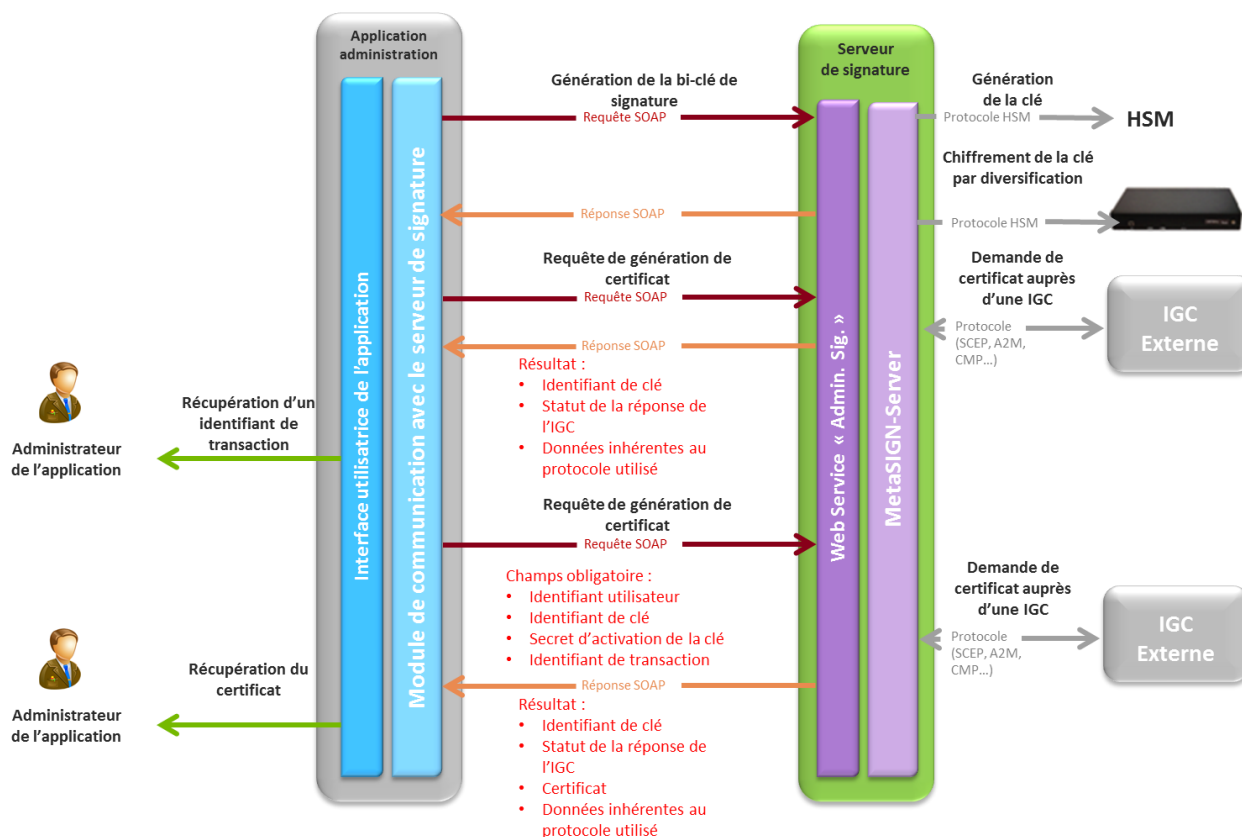 Application
administration
Serveur
de signature
Génération de la bi-clé de
signature
Requête SOAP
Génération
de la clé
Protocole HSM
HSM
Chiffrement de la clé
par diversification
Réponse SOAP
Protocole HSM
Requête de génération de
certificat
Requête SOAP
Demande de
certificat auprès
d’une IGC
Protocole
(SCEP, A2M,
CMP…)
IGC
Externe
Réponse SOAP
Résultat :
• Identifiant de clé
• Statut de la réponse de
l’IGC
• Données inhérentes au
protocole utilisé
Interface utilisatrice de l’application
Module de communication avec le serveur de signature
Web Service « Admin. Sig. »
MetaSIGN-Server
Administrateur
de l’application
Récupération d’un
identifiant de
transaction
Requête de génération de
certificat
Requête SOAP
Champs obligatoire :
• Identifiant utilisateur
• Identifiant de clé
• Secret d’activation de la clé
• Identifiant de transaction
Demande de
certificat auprès
d’une IGC
Protocole
(SCEP, A2M,
CMP…)
IGC
Externe
Réponse SOAP
Récupération du
certificat
Administrateur
de l’application
Résultat :
• Identifiant de clé
• Statut de la réponse de
l’IGC
• Certificat
• Données inhérentes au
protocole utilisé